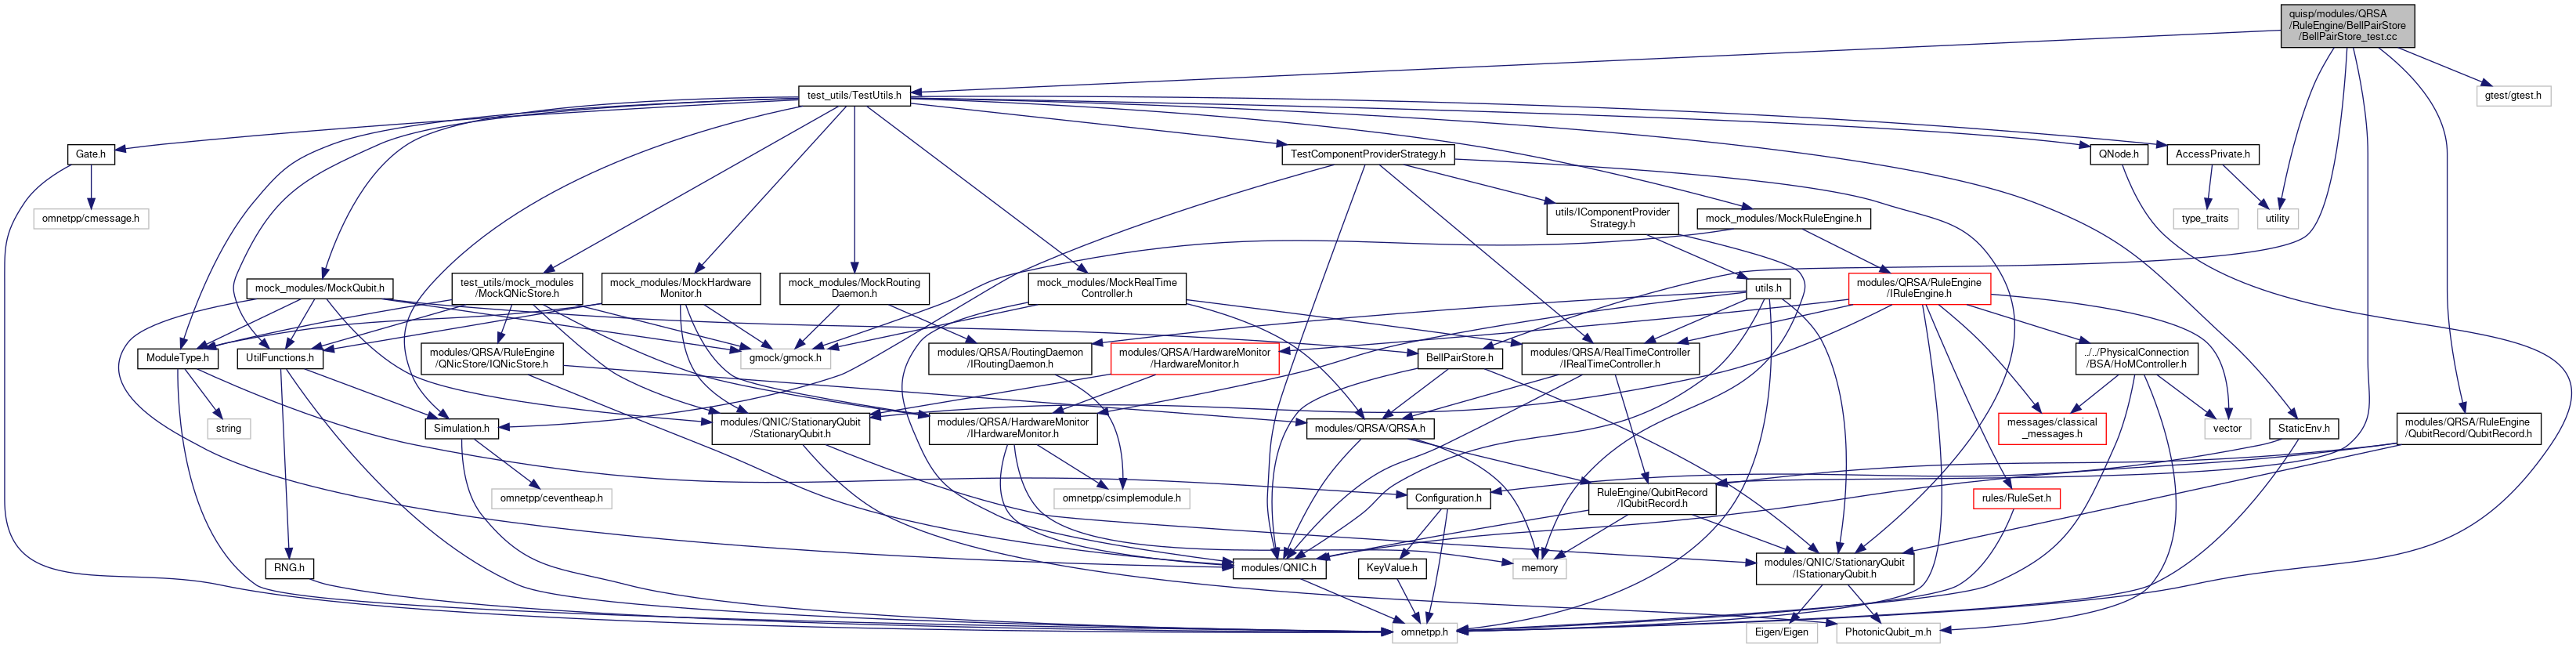 quisp/modules/QRSA
/RuleEngine/BellPairStore
/BellPairStore_test.cc
test_utils/TestUtils.h
gtest/gtest.h
Gate.h
TestComponentProviderStrategy.h
QNode.h
AccessPrivate.h
omnetpp/cmessage.h
utils/IComponentProvider
Strategy.h
mock_modules/MockRuleEngine.h
type_traits
utility
mock_modules/MockQubit.h
test_utils/mock_modules
/MockQNicStore.h
mock_modules/MockHardware
Monitor.h
mock_modules/MockRouting
Daemon.h
mock_modules/MockRealTime
Controller.h
utils.h
modules/QRSA/RuleEngine
/IRuleEngine.h
ModuleType.h
UtilFunctions.h
modules/QRSA/RuleEngine
/QNicStore/IQNicStore.h
gmock/gmock.h
modules/QRSA/RoutingDaemon
/IRoutingDaemon.h
modules/QRSA/HardwareMonitor
/HardwareMonitor.h
BellPairStore.h
modules/QRSA/RealTimeController
/IRealTimeController.h
../../PhysicalConnection
/BSA/HoMController.h
string
Simulation.h
modules/QNIC/StationaryQubit
/StationaryQubit.h
modules/QRSA/HardwareMonitor
/IHardwareMonitor.h
modules/QRSA/QRSA.h
messages/classical
_messages.h
vector
StaticEnv.h
modules/QRSA/RuleEngine
/QubitRecord/QubitRecord.h
omnetpp/ceventheap.h
omnetpp/csimplemodule.h
Configuration.h
RuleEngine/QubitRecord
/IQubitRecord.h
rules/RuleSet.h
RNG.h
modules/QNIC.h
KeyValue.h
memory
modules/QNIC/StationaryQubit
/IStationaryQubit.h
omnetpp.h
Eigen/Eigen
PhotonicQubit_m.h